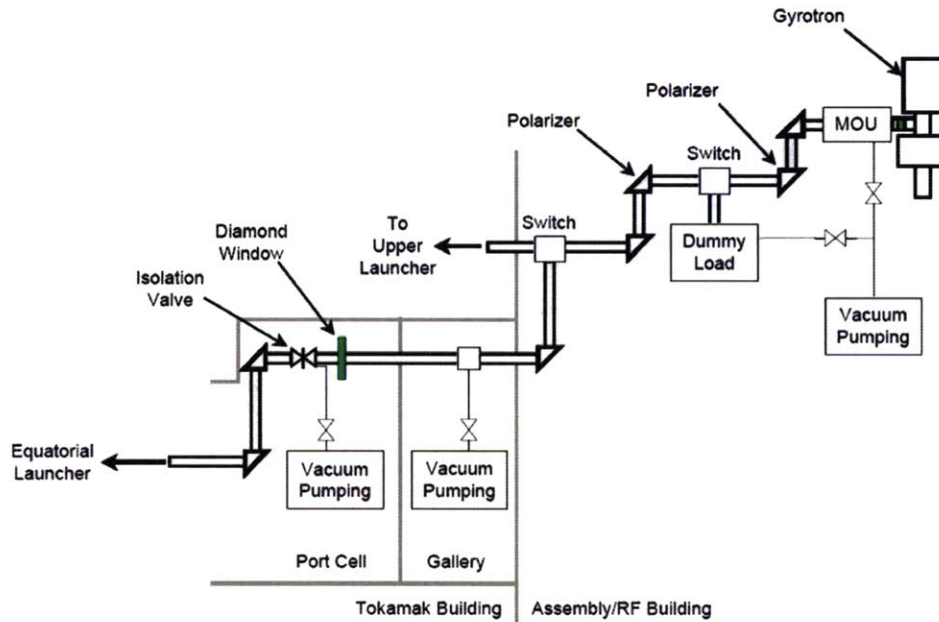 Gyrotron
Polarizer
MOU
Polarizer
Switch
To
Upper
Launcher
Switch
Dummy
Load
Diamond
Window
Isolation
Valve
Vacuum
Pumping
Equatorial
Launcher
Vacuum
Pumping
Vacuum
Pumping
Port Cell
Gallery
Tokamak Building
Assembly/RF Building